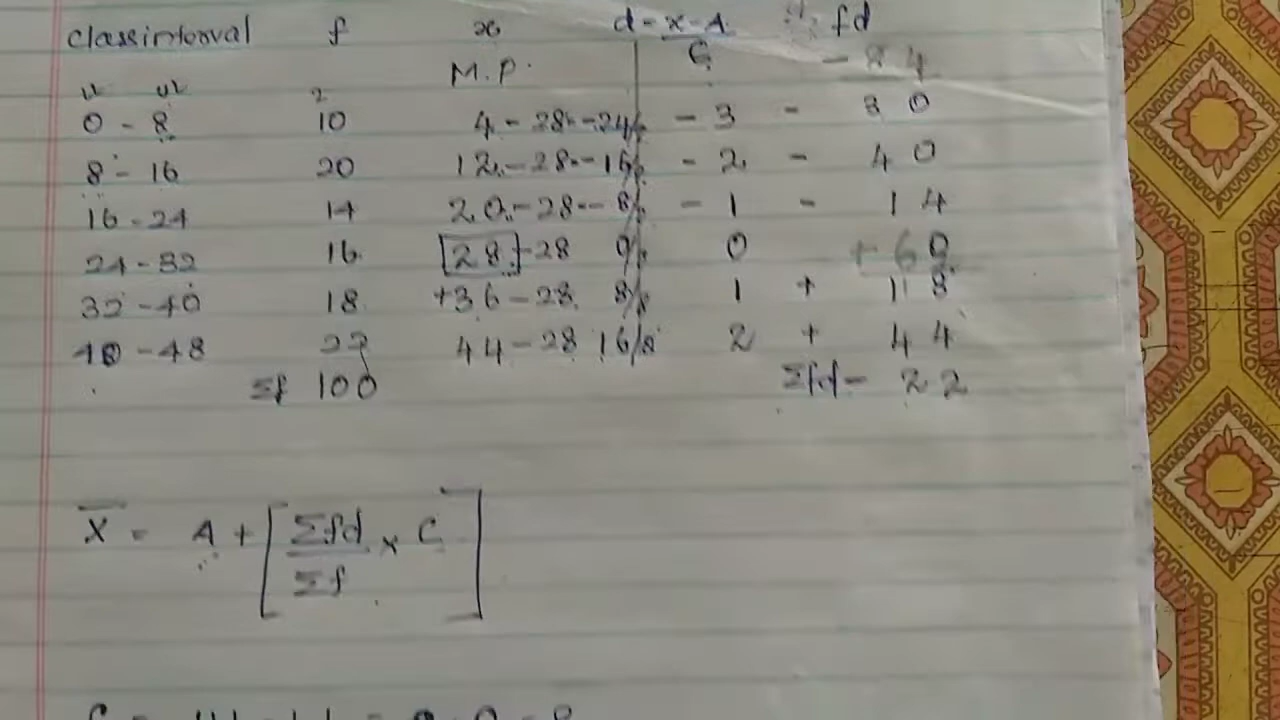 classinterval f x d = x - A / C fd
M.P. - 84
LL UL
0 - 8 10 4 - 28 = -24/8 - 3 - 30
8 - 16 20 12 - 28 = -16/8 - 2 - 40
16 - 24 14 20 - 28 = - 8/8 - 1 - 14
24 - 32 16 28 - 28 0/8 0 + 60
32 - 40 18 +36 - 28 8/8 1 + 18
40 - 48 22 44 - 28 16/8 2 + 44
Σf 100 Σfd - 22
X̄ = A + [ Σfd / Σf × C ]